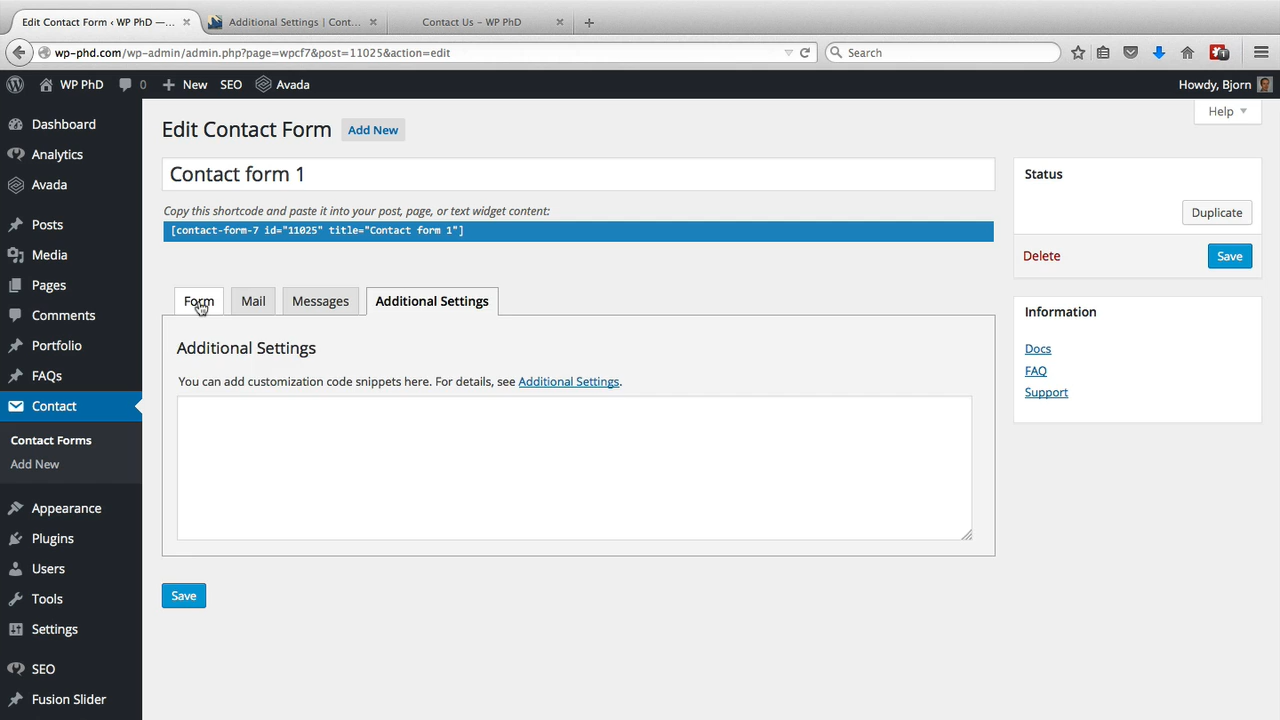 Edit Contact Form ‹ WP PhD —...
Additional Settings | Cont...
Contact Us – WP PhD
wp-phd.com/wp-admin/admin.php?page=wpcf7&post=11025&action=edit
Search
1
WP PhD
0
New
SEO
Avada
Howdy, Bjorn
Help
Dashboard
Analytics
Avada
Posts
Media
Pages
Comments
Portfolio
FAQs
Contact
Contact Forms
Add New
Appearance
Plugins
Users
Tools
Settings
SEO
Fusion Slider
Edit Contact Form
Add New
Contact form 1
Copy this shortcode and paste it into your post, page, or text widget content:
[contact-form-7 id="11025" title="Contact form 1"]
Form
Mail
Messages
Additional Settings
Additional Settings
You can add customization code snippets here. For details, see Additional Settings.
Save
Status
Duplicate
Delete
Save
Information
Docs
FAQ
Support